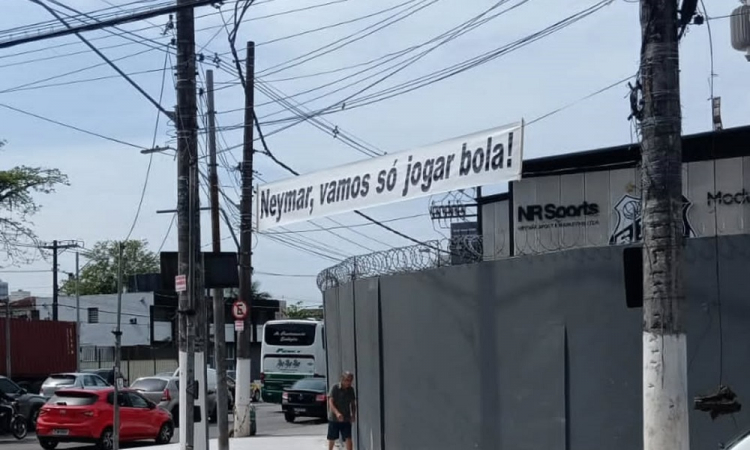 Neymar, vamos só jogar bola!
NR Sports